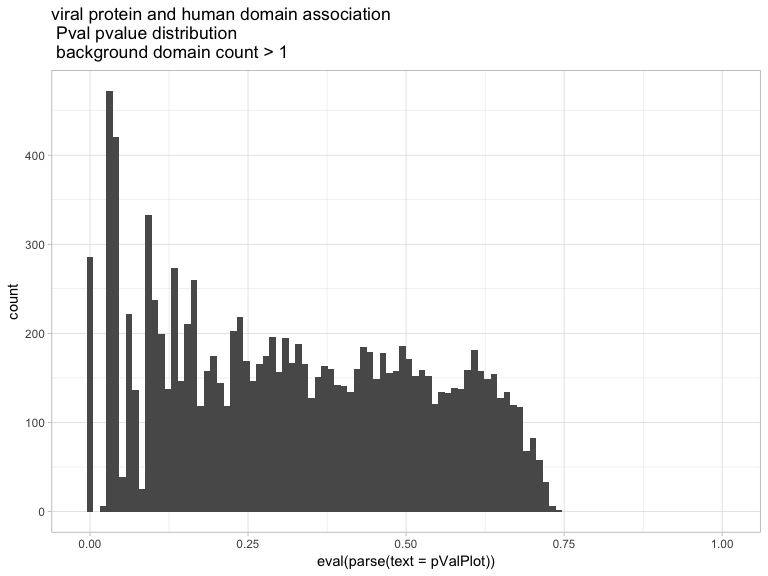 viral protein and human domain association
Pval pvalue distribution
background domain count > 1
count
400
300
200
100
0
0.00 0.25 0.50 0.75 1.00
eval(parse(text = pValPlot))